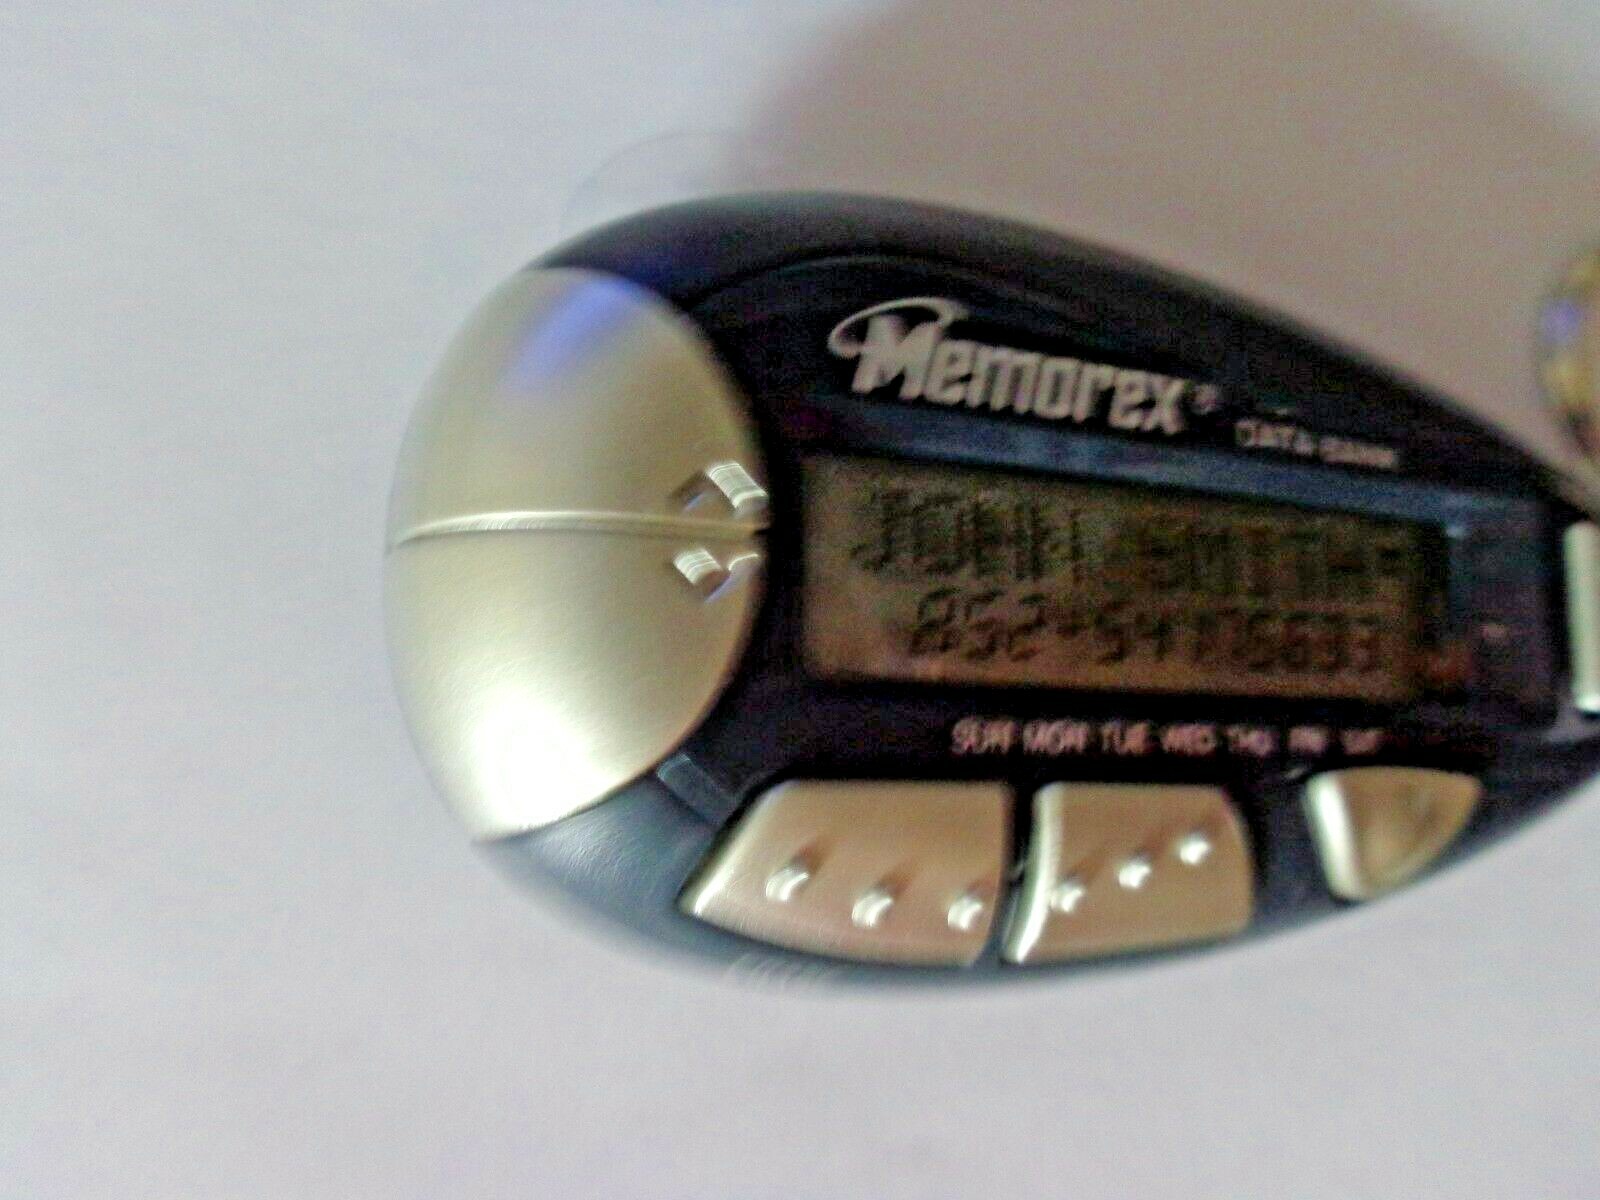 Memorex®
DATA BANK
JOHN SMITH
SUN MON TUE WED THU FRI SAT